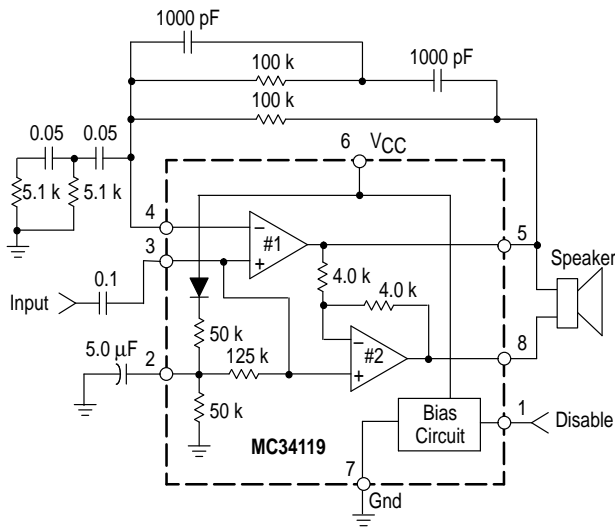 1000 pF
100 k
1000 pF
100 k
0.05 0.05
6 VCC
5.1 k 5.1 k
4
− #1 5
3 +
Speaker
4.0 k
Input 0.1
4.0 k
5.0 µF
50 k
− #2
8
2 125 k
+
50 k
Bias
Circuit
1
Disable
MC34119
7
Gnd